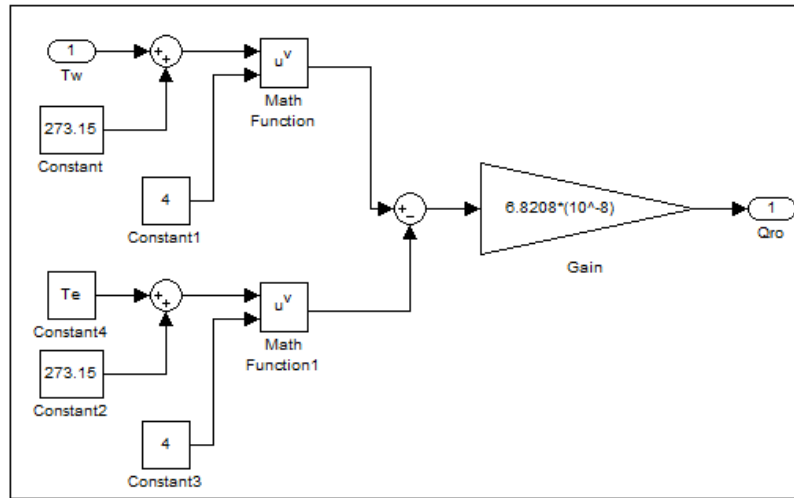 1
Tw
+
+
273.15
Constant
u^v
Math
Function
4
Constant1
+
−
6.8208*(10^-8)
Gain
1
Qro
Te
Constant4
+
+
273.15
Constant2
u^v
Math
Function1
4
Constant3